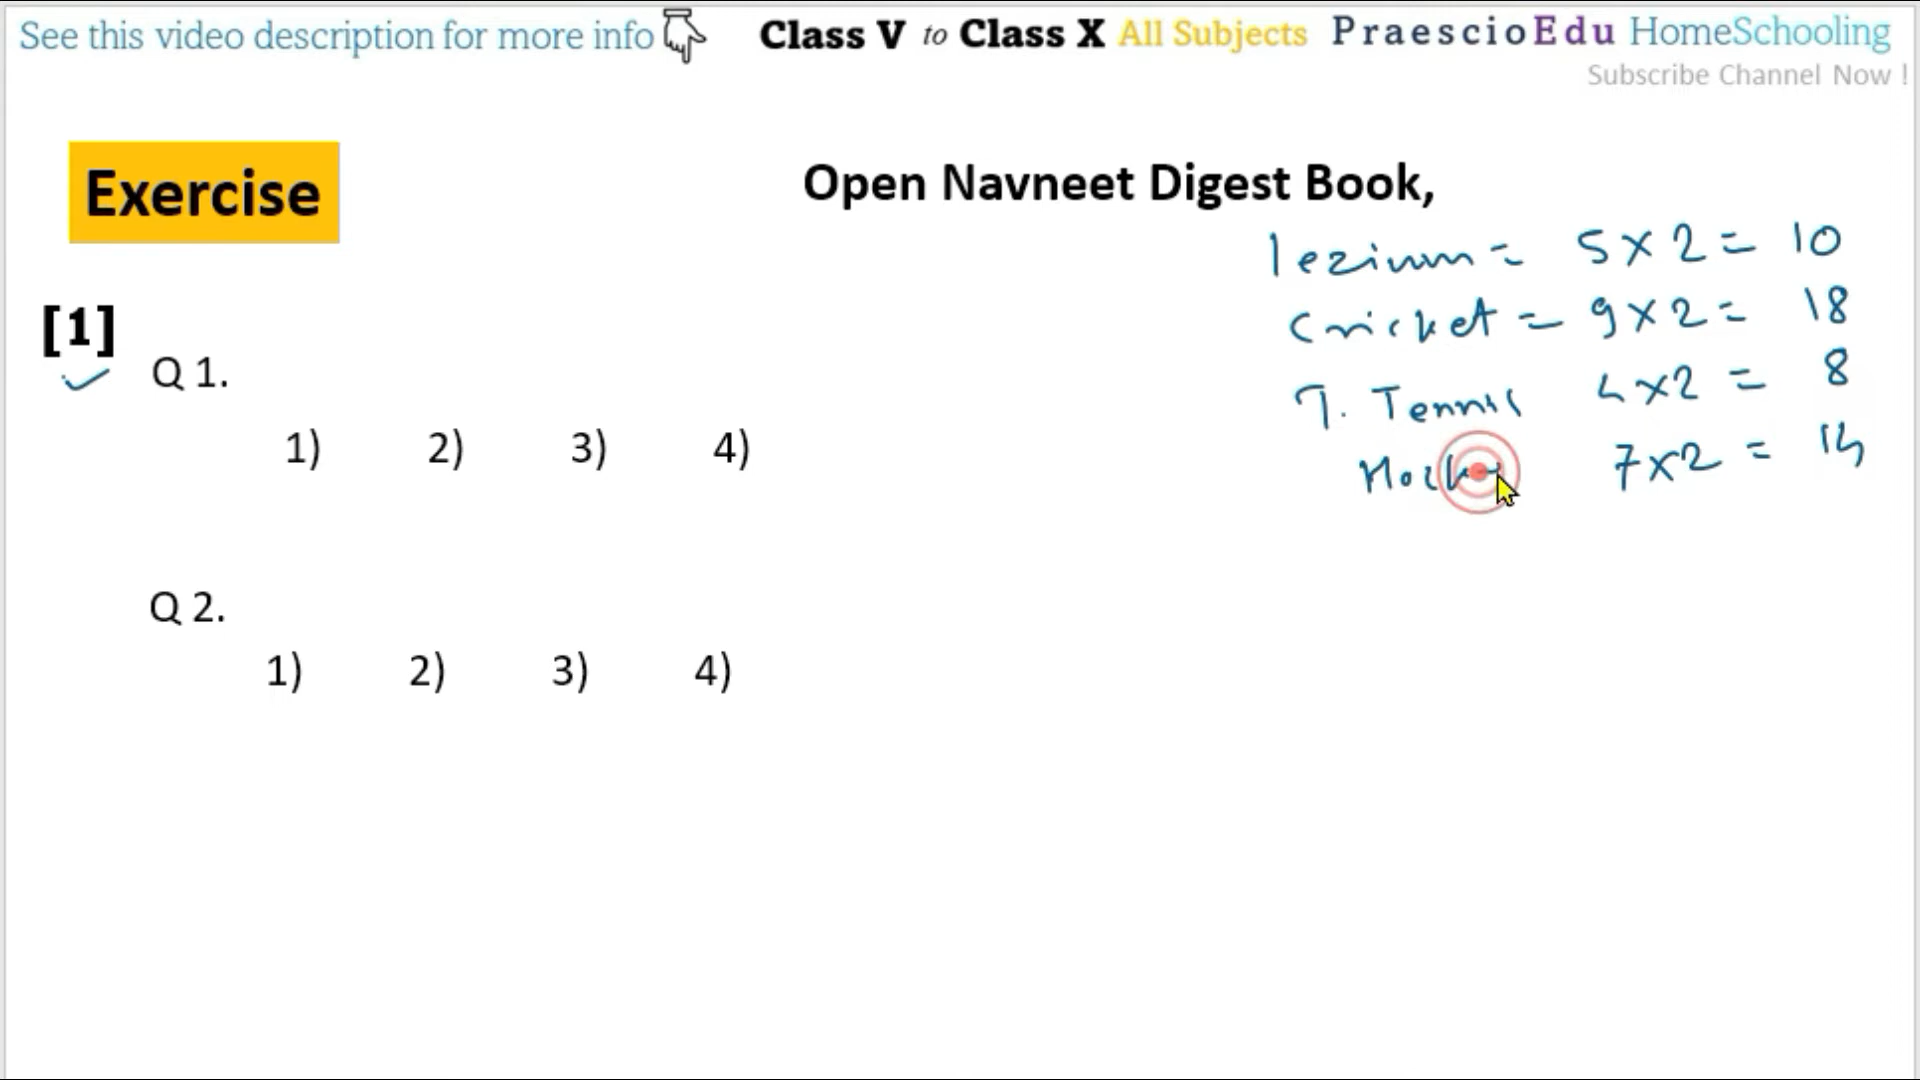 See this video description for more info Class V to Class X All Subjects PraescioEdu HomeSchooling
Subscribe Channel Now !
Exercise
Open Navneet Digest Book,
lezium = 5 x 2 = 10
Cricket = 9 x 2 = 18
T. Tennis 4 x 2 = 8
7 x 2 = 14
[1]
Q 1.
1) 2) 3) 4)
Q 2.
1) 2) 3) 4)